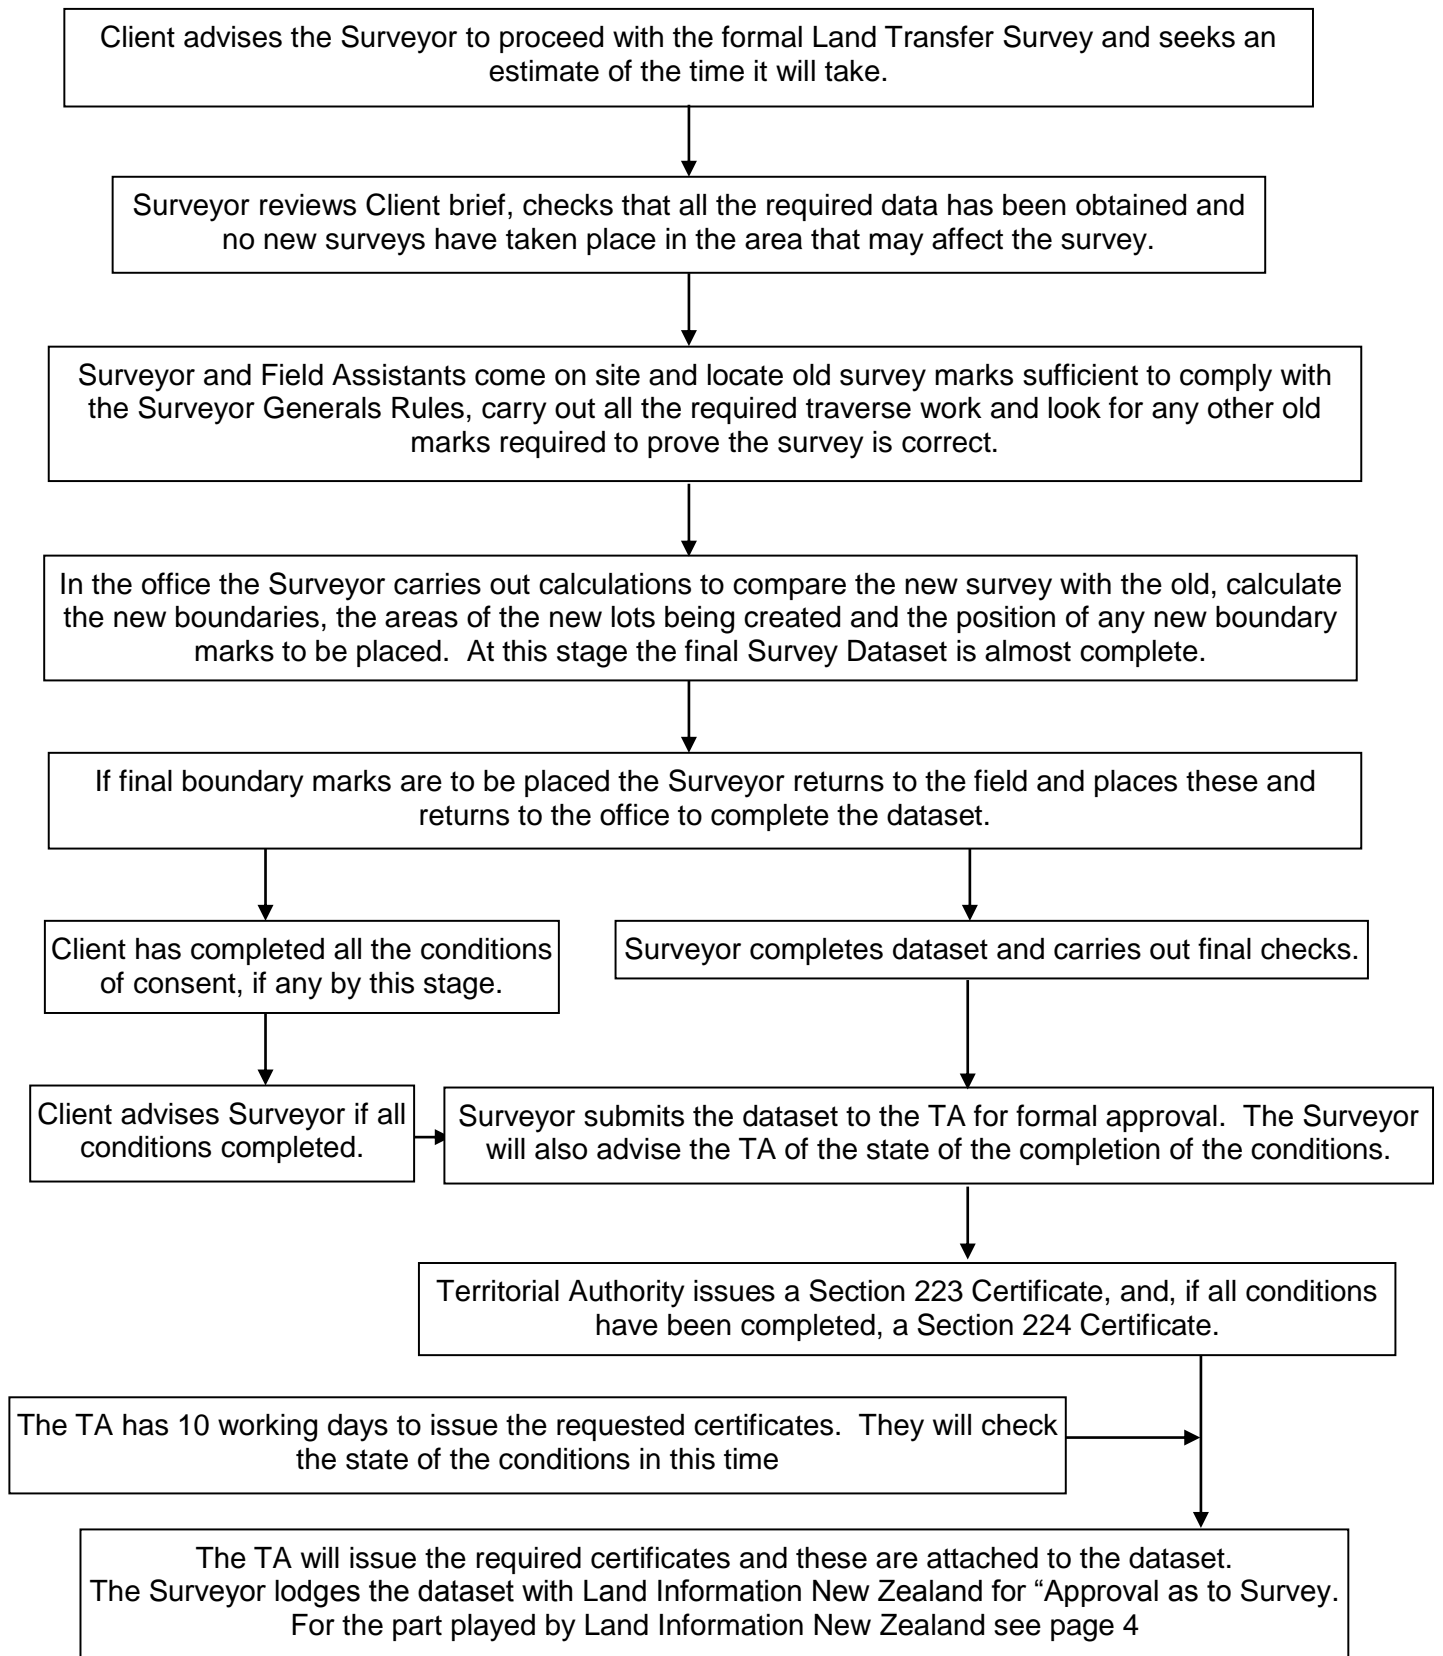 Client advises the Surveyor to proceed with the formal Land Transfer Survey and seeks an
estimate of the time it will take.
Surveyor reviews Client brief, checks that all the required data has been obtained and
no new surveys have taken place in the area that may affect the survey.
Surveyor and Field Assistants come on site and locate old survey marks sufficient to comply with
the Surveyor Generals Rules, carry out all the required traverse work and look for any other old
marks required to prove the survey is correct.
In the office the Surveyor carries out calculations to compare the new survey with the old, calculate
the new boundaries, the areas of the new lots being created and the position of any new boundary
marks to be placed.  At this stage the final Survey Dataset is almost complete.
If final boundary marks are to be placed the Surveyor returns to the field and places these and
returns to the office to complete the dataset.
Client has completed all the conditions
of consent, if any by this stage.
Surveyor completes dataset and carries out final checks.
Client advises Surveyor if all
conditions completed.
Surveyor submits the dataset to the TA for formal approval.  The Surveyor
will also advise the TA of the state of the completion of the conditions.
Territorial Authority issues a Section 223 Certificate, and, if all conditions
have been completed, a Section 224 Certificate.
The TA has 10 working days to issue the requested certificates.  They will check
the state of the conditions in this time
The TA will issue the required certificates and these are attached to the dataset.
The Surveyor lodges the dataset with Land Information New Zealand for “Approval as to Survey.
For the part played by Land Information New Zealand see page 4